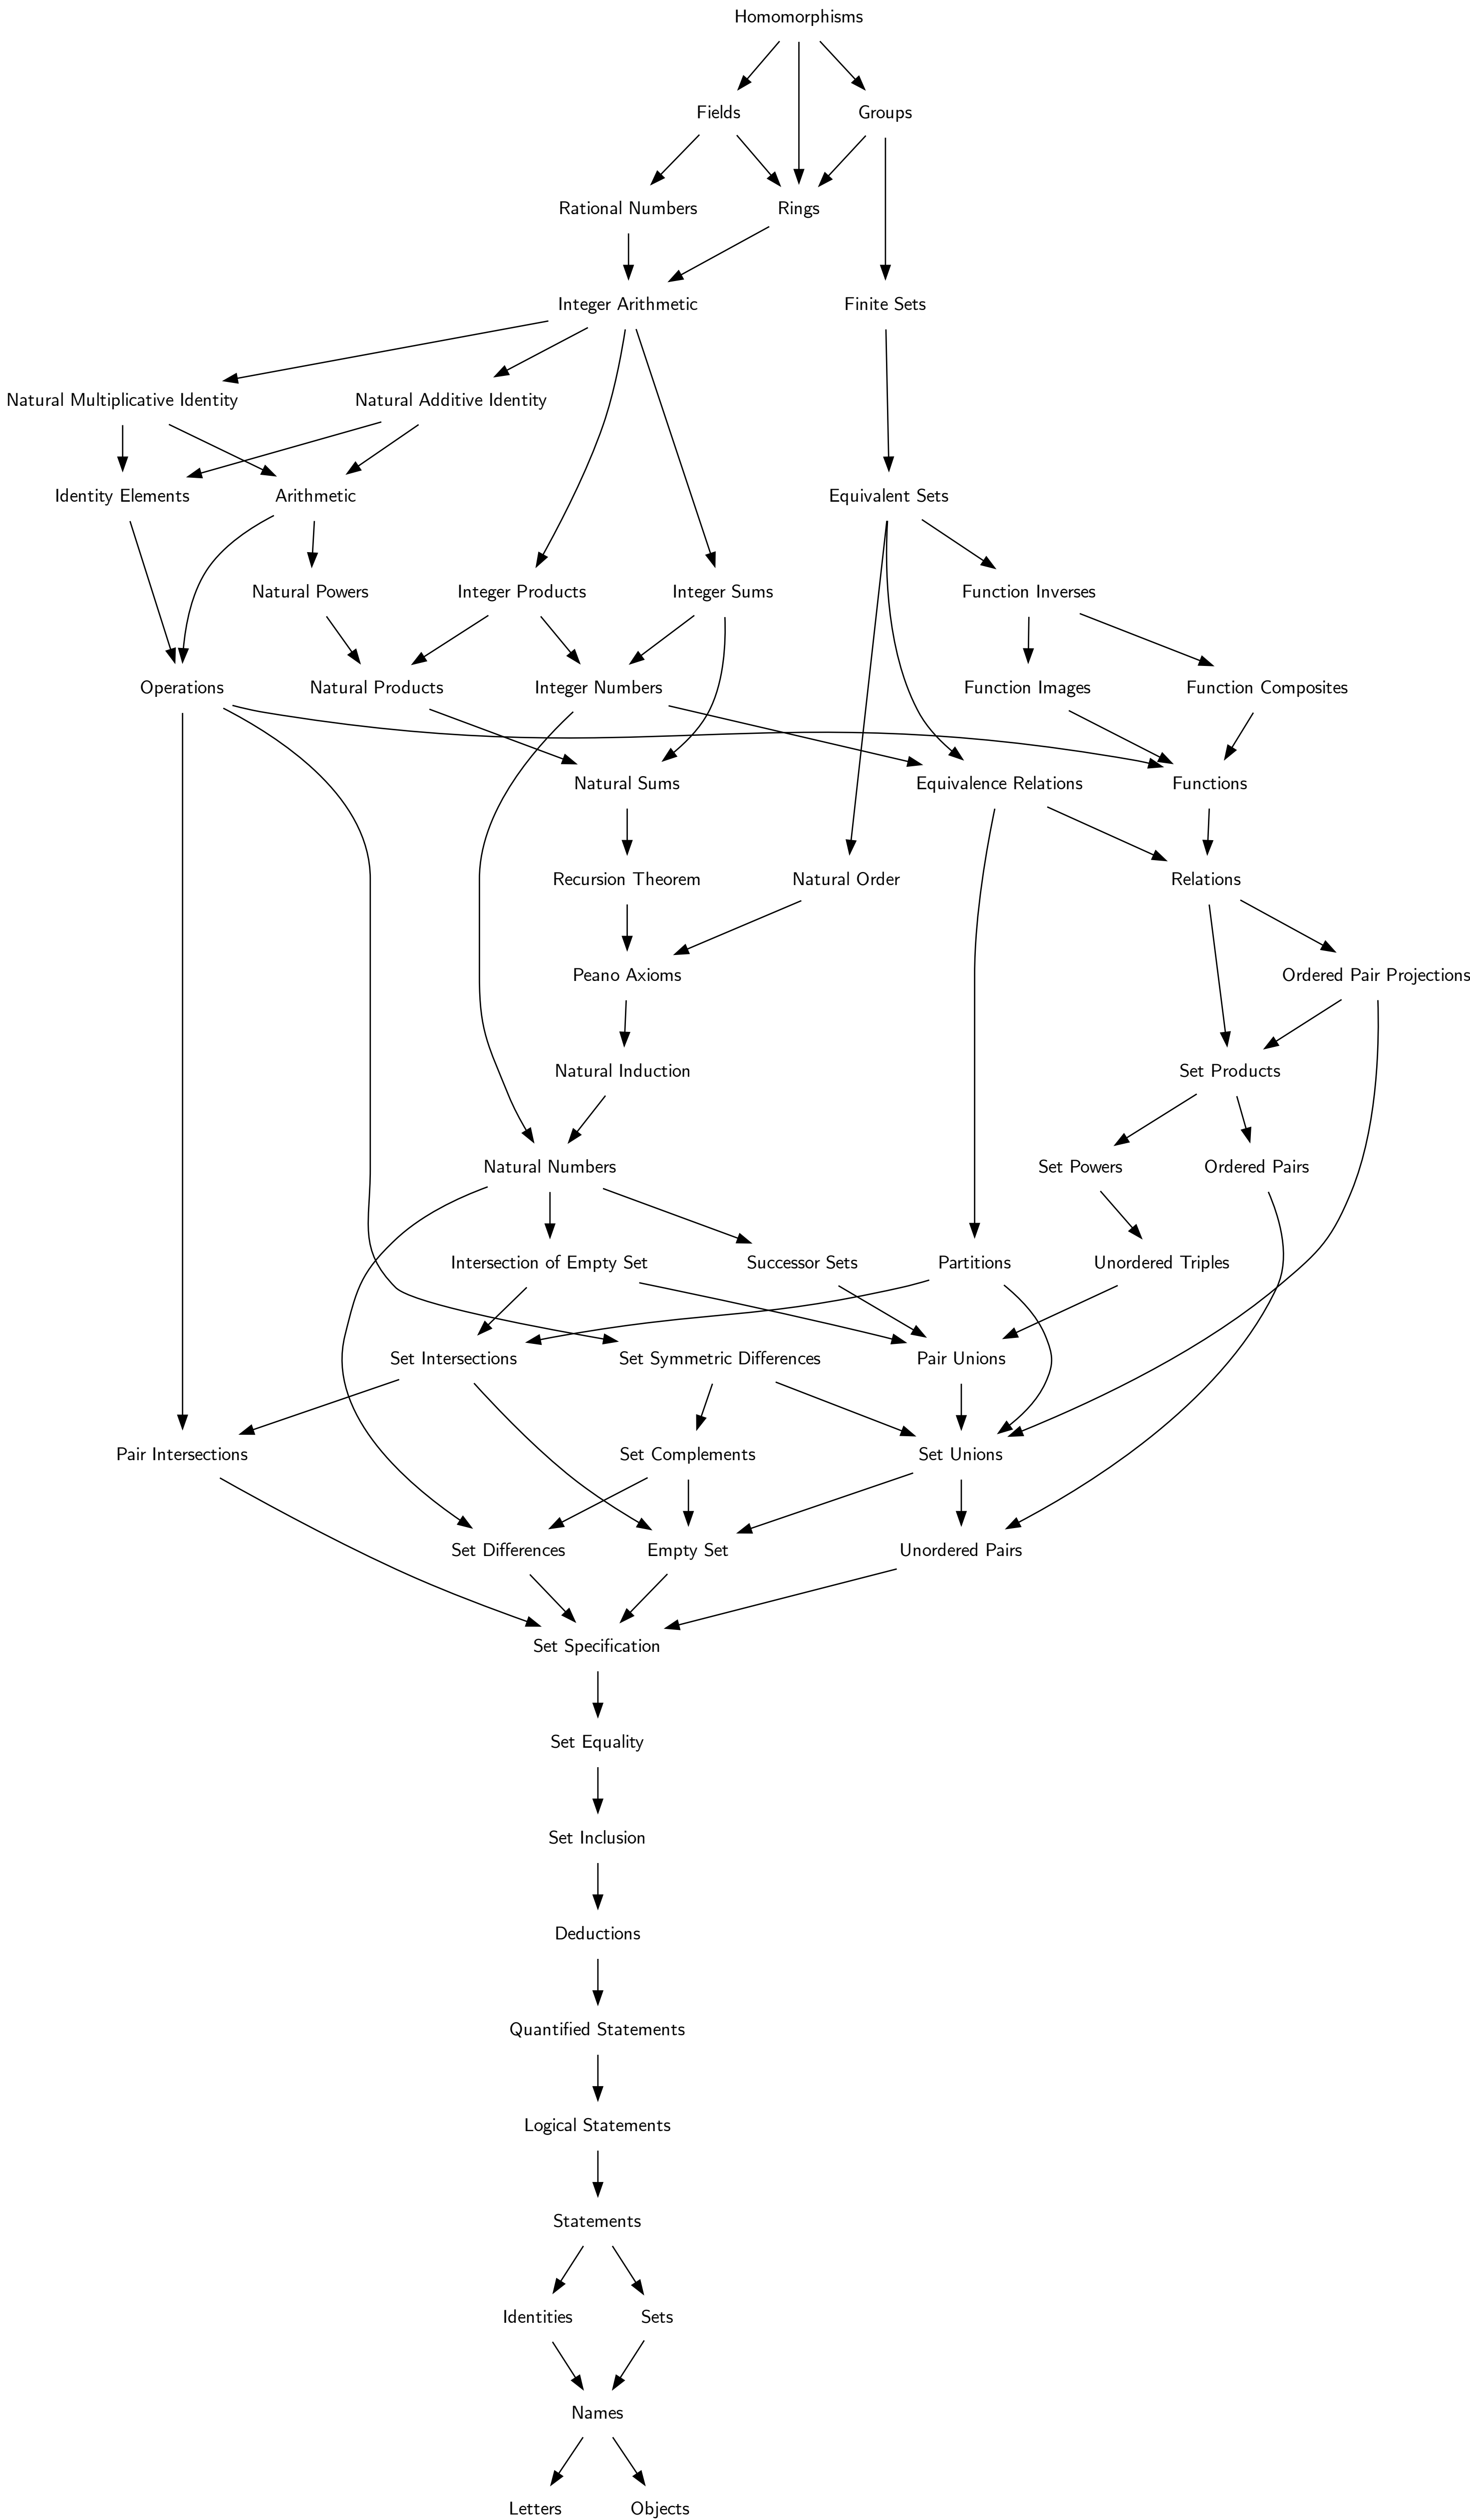 Homomorphisms
Fields
Groups
Rational Numbers
Rings
Integer Arithmetic
Finite Sets
Natural Multiplicative Identity
Natural Additive Identity
Identity Elements
Arithmetic
Equivalent Sets
Natural Powers
Integer Products
Integer Sums
Function Inverses
Operations
Natural Products
Integer Numbers
Function Images
Function Composites
Natural Sums
Equivalence Relations
Functions
Recursion Theorem
Natural Order
Relations
Peano Axioms
Ordered Pair Projections
Natural Induction
Set Products
Natural Numbers
Set Powers
Ordered Pairs
Intersection of Empty Set
Successor Sets
Partitions
Unordered Triples
Set Intersections
Set Symmetric Differences
Pair Unions
Pair Intersections
Set Complements
Set Unions
Set Differences
Empty Set
Unordered Pairs
Set Specification
Set Equality
Set Inclusion
Deductions
Quantified Statements
Logical Statements
Statements
Identities
Sets
Names
Letters
Objects